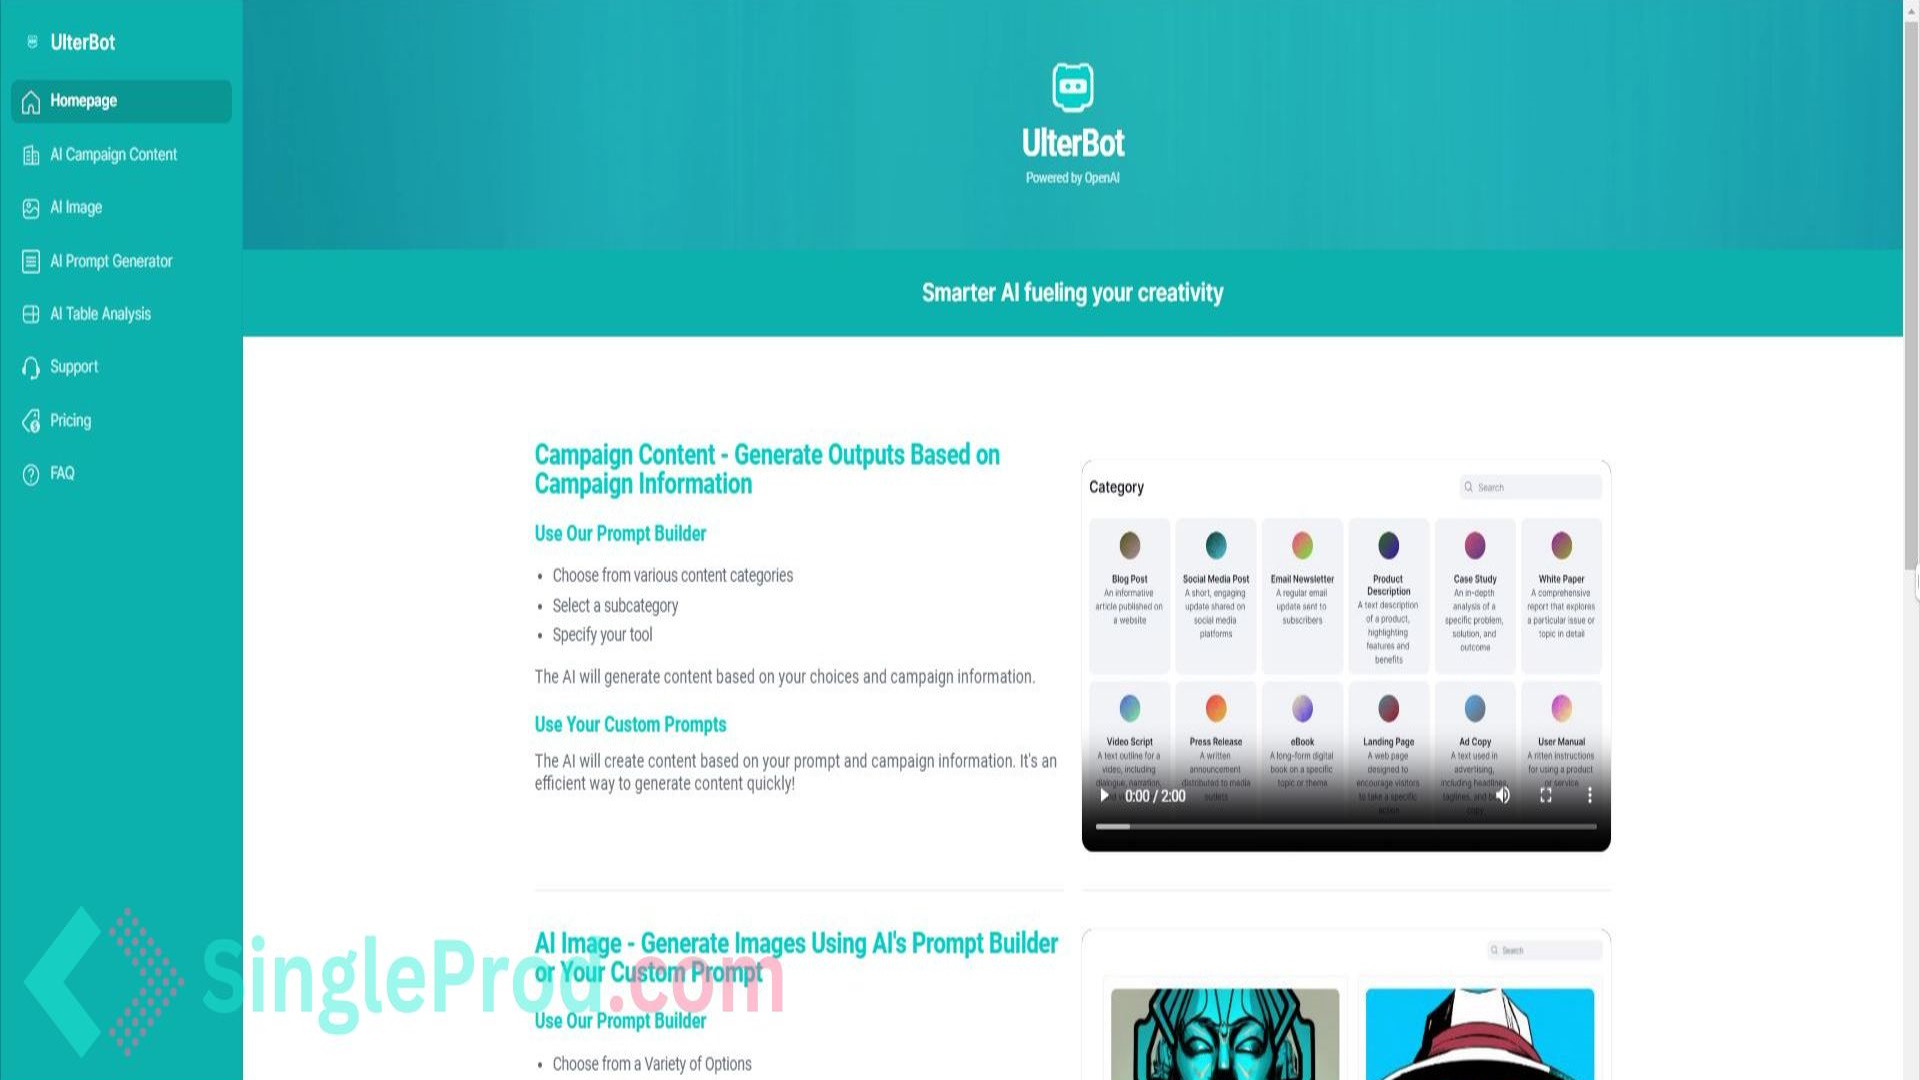 UlterBot
Homepage
AI Campaign Content
AI Image
AI Prompt Generator
AI Table Analysis
Support
Pricing
FAQ
UlterBot
Powered by OpenAI
Smarter AI fueling your creativity
Campaign Content - Generate Outputs Based on
Campaign Information
Use Our Prompt Builder
• Choose from various content categories
• Select a subcategory
• Specify your tool
The AI will generate content based on your choices and campaign information.
Use Your Custom Prompts
The AI will create content based on your prompt and campaign information. It's an
efficient way to generate content quickly!
Category
Search
Blog Post
An informative
article published on
a website
Social Media Post
A short, engaging
update shared on
social media
platforms
Email Newsletter
A regular email
update sent to
subscribers
Product
Description
A text description
of a product,
highlighting
features and
benefits
Case Study
An in-depth
analysis of a
specific problem,
solution, and
outcome
White Paper
A comprehensive
report that explores
a particular issue or
topic in detail
Video Script
A text outline for a
video, including
dialogue, narration,
Press Release
A written
announcement
distributed to media
outlets
eBook
A long-form digital
book on a specific
topic or theme
Landing Page
A web page
designed to
encourage visitors
to take a specific
action
Ad Copy
A text used in
advertising,
including headlines,
taglines, and
copy
User Manual
A ritten instructions
for using a product
or service
0:00 / 2:00
AI Image - Generate Images Using AI's Prompt Builder
or Your Custom Prompt
Use Our Prompt Builder
• Choose from a Variety of Options
Search
SingleProd.com